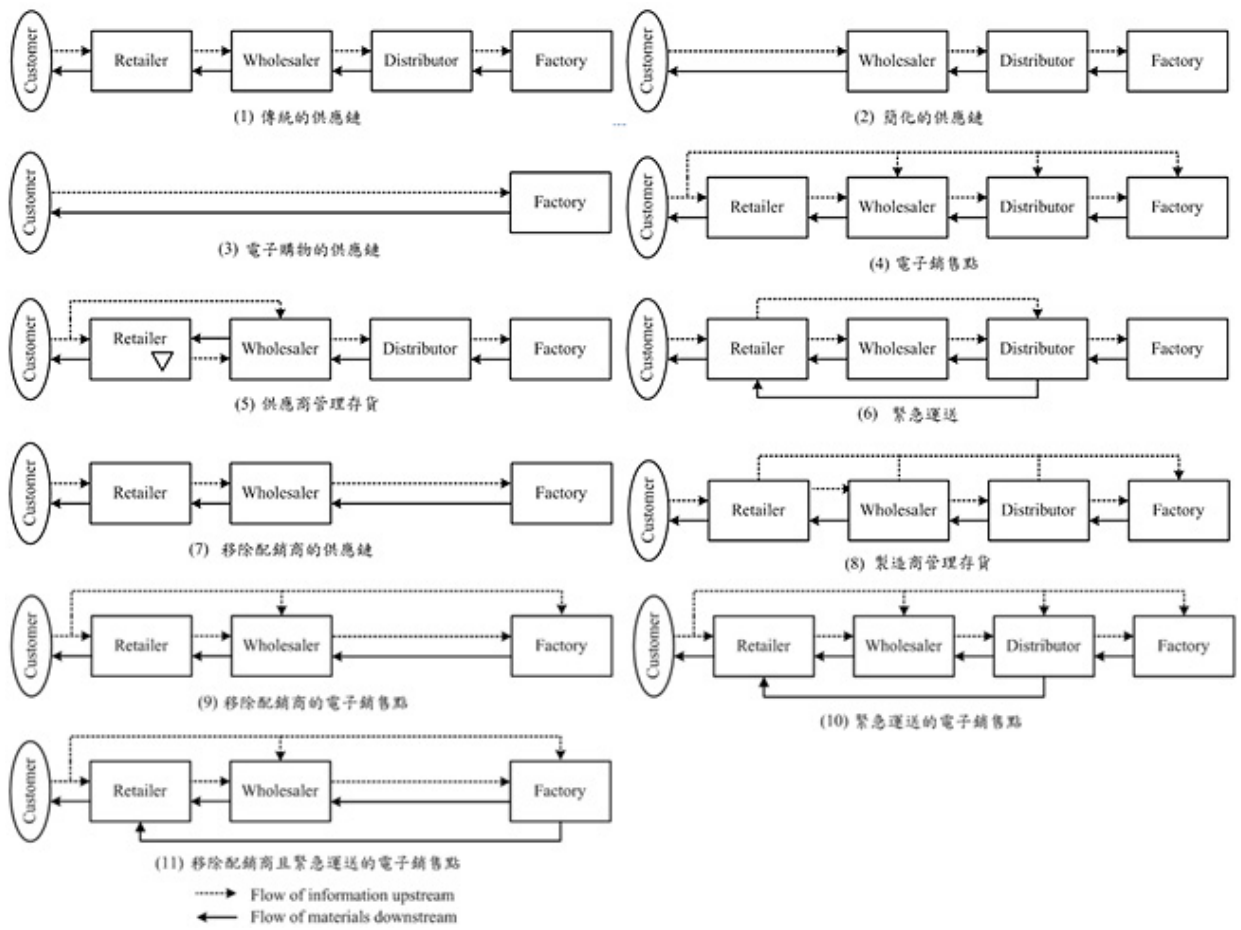 Customer
Retailer
Wholesaler
Distributor
Factory
(1) 傳統的供應鏈
Customer
Wholesaler
Distributor
Factory
(2) 簡化的供應鏈
Customer
Factory
(3) 電子購物的供應鏈
Customer
Retailer
Wholesaler
Distributor
Factory
(4) 電子銷售點
Customer
Retailer
Wholesaler
Distributor
Factory
(5) 供應商管理存貨
Customer
Retailer
Wholesaler
Distributor
Factory
(6) 緊急運送
Customer
Retailer
Wholesaler
Factory
(7) 移除配銷商的供應鏈
Customer
Retailer
Wholesaler
Distributor
Factory
(8) 製造商管理存貨
Customer
Retailer
Wholesaler
Factory
(9) 移除配銷商的電子銷售點
Customer
Retailer
Wholesaler
Distributor
Factory
(10) 緊急運送的電子銷售點
Customer
Retailer
Wholesaler
Factory
(11) 移除配銷商且緊急運送的電子銷售點
Flow of information upstream
Flow of materials downstream